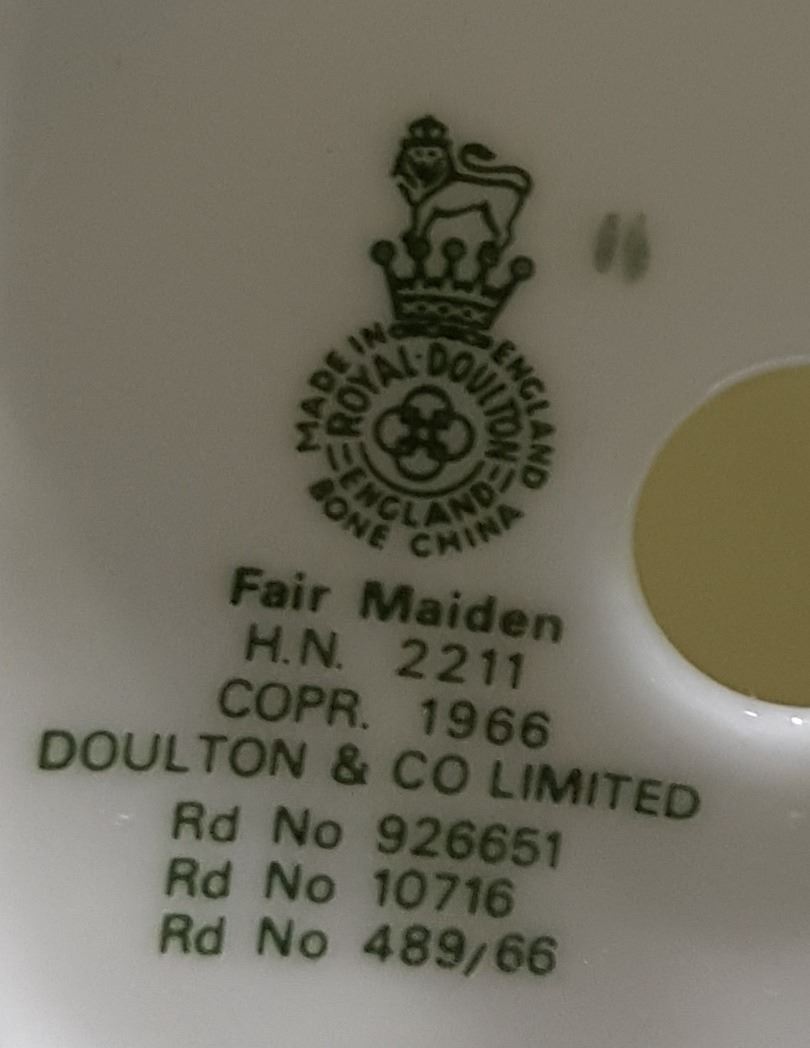 MADE IN ENGLAND
ROYAL·DOULTON
ENGLAND
BONE CHINA
Fair Maiden
H.N. 2211
COPR. 1966
DOULTON & CO LIMITED
Rd No 926651
Rd No 10716
Rd No 489/66